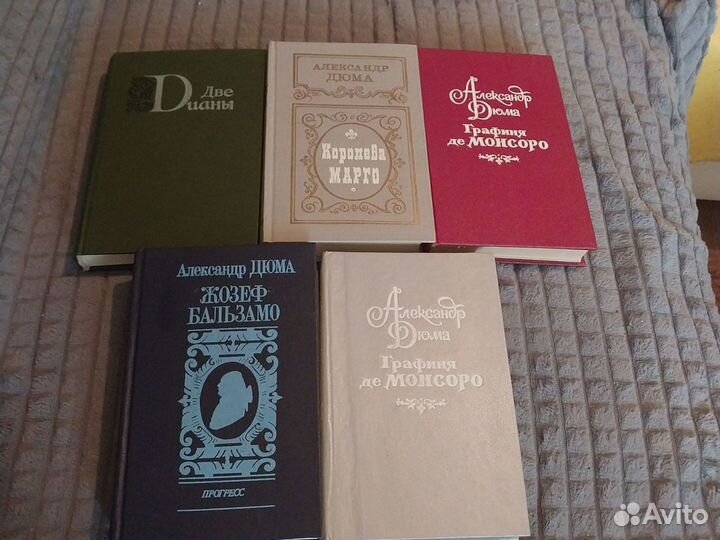 Две
Дианы
АЛЕКСАНДР
ДЮМА
Королева
МАРГО
Александр
Дюма
Графиня
де МОНСОРО
Александр ДЮМА
ЖОЗЕФ
БАЛЬЗАМО
ПРОГРЕСС
Александр
Дюма
Графиня
де МОНСОРО
Avito